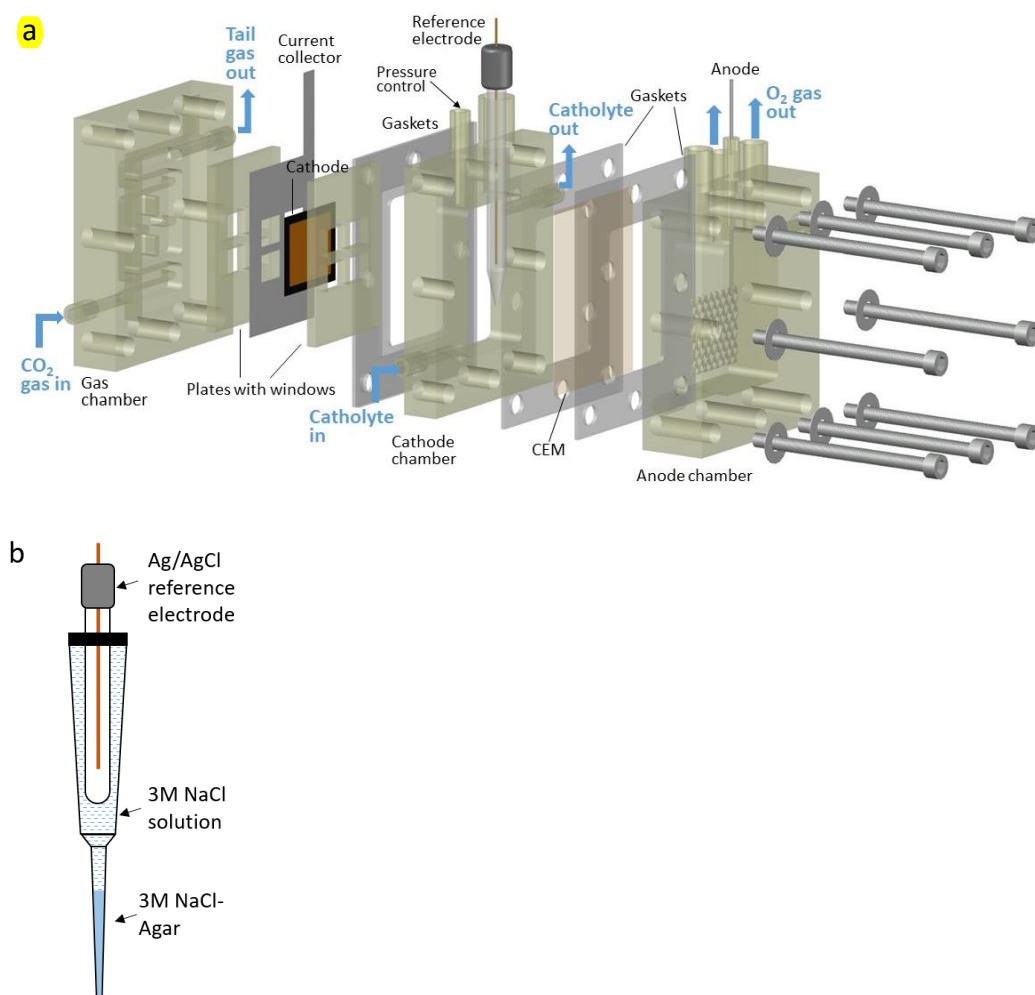 a
Tail
gas
out
Current
collector
Reference
electrode
Pressure
control
Gaskets
Cathode
Catholyte
out
Gaskets
Anode
O₂ gas
out
CO₂
gas in
Gas
chamber
Plates with windows
Catholyte
in
Cathode
chamber
CEM
Anode chamber
b
Ag/AgCl
reference
electrode
3M NaCl
solution
3M NaCl-
Agar